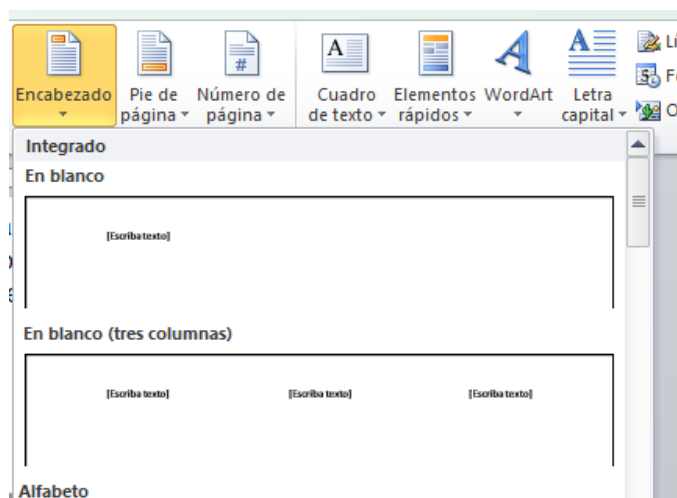 Encabezado
Pie de página
Número de página
Cuadro de texto
Elementos rápidos
WordArt
Letra capital
Integrado
En blanco
[Escriba texto]
En blanco (tres columnas)
[Escriba texto] [Escriba texto] [Escriba texto]
Alfabeto